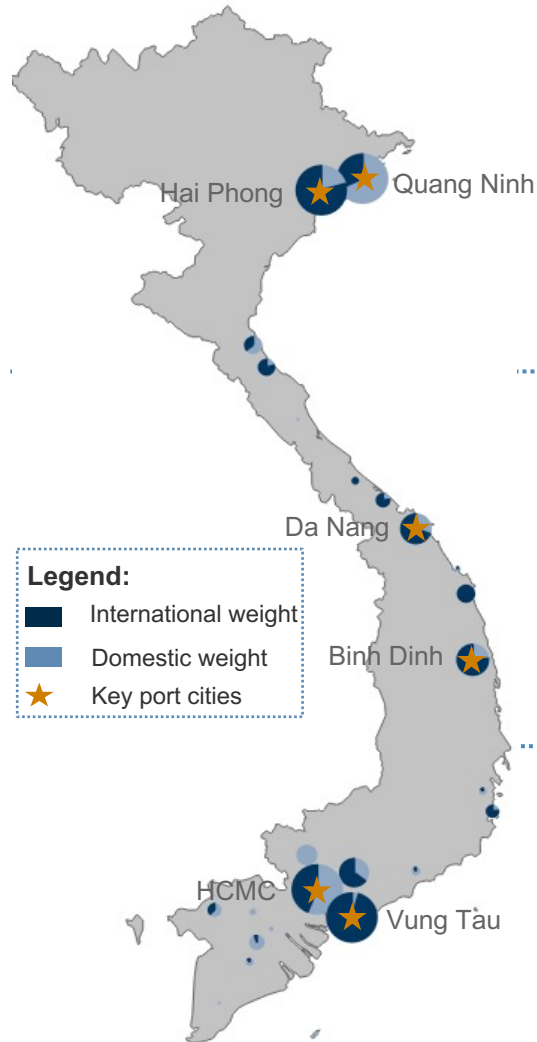 Hai Phong
Quang Ninh
Da Nang
Legend:
International weight
Domestic weight
Key port cities
Binh Dinh
HCMC
Vung Tau